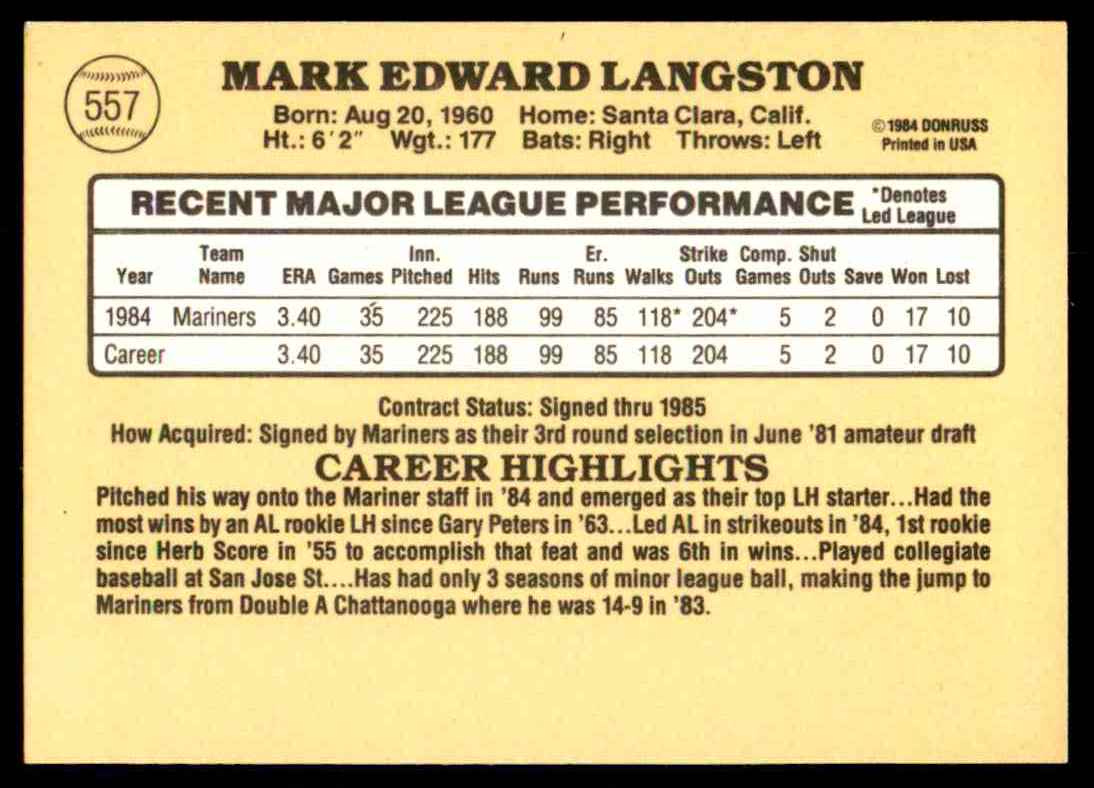 557
MARK EDWARD LANGSTON
Born: Aug 20, 1960 Home: Santa Clara, Calif.
Ht.: 6'2" Wgt.: 177 Bats: Right Throws: Left
©1984 DONRUSS
Printed in USA
RECENT MAJOR LEAGUE PERFORMANCE *Denotes Led League
Year Team Name ERA Games Inn. Pitched Hits Runs Er. Runs Walks Strike Outs Comp. Games Shut Outs Save Won Lost
1984 Mariners 3.40 35 225 188 99 85 118* 204* 5 2 0 17 10
Career 3.40 35 225 188 99 85 118 204 5 2 0 17 10
Contract Status: Signed thru 1985
How Acquired: Signed by Mariners as their 3rd round selection in June '81 amateur draft
CAREER HIGHLIGHTS
Pitched his way onto the Mariner staff in '84 and emerged as their top LH starter...Had the
most wins by an AL rookie LH since Gary Peters in '63...Led AL in strikeouts in '84, 1st rookie
since Herb Score in '55 to accomplish that feat and was 6th in wins...Played collegiate
baseball at San Jose St....Has had only 3 seasons of minor league ball, making the jump to
Mariners from Double A Chattanooga where he was 14-9 in '83.